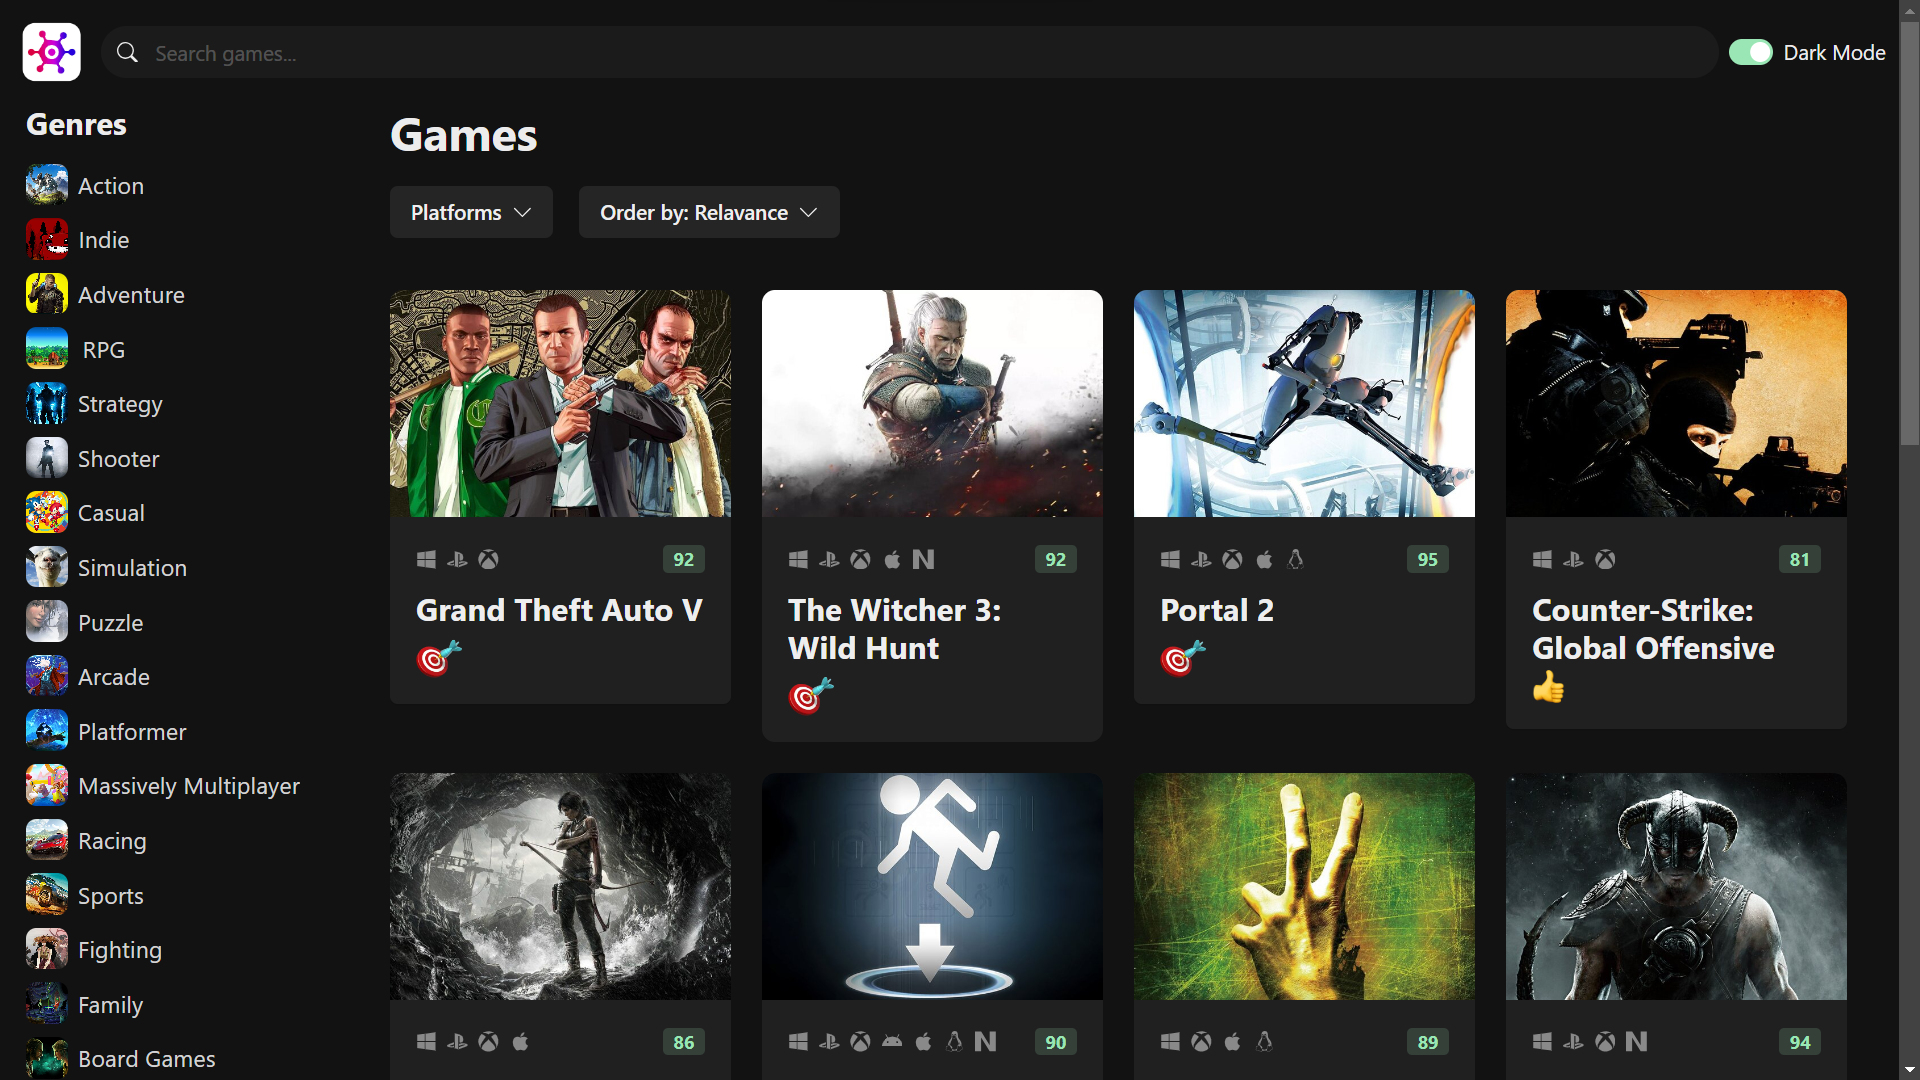 Search games...
Dark Mode
Genres
Action
Indie
Adventure
RPG
Strategy
Shooter
Casual
Simulation
Puzzle
Arcade
Platformer
Massively Multiplayer
Racing
Sports
Fighting
Family
Board Games
Games
Platforms
Order by: Relavance
92
Grand Theft Auto V
92
The Witcher 3:
Wild Hunt
95
Portal 2
81
Counter-Strike:
Global Offensive
86
90
89
94